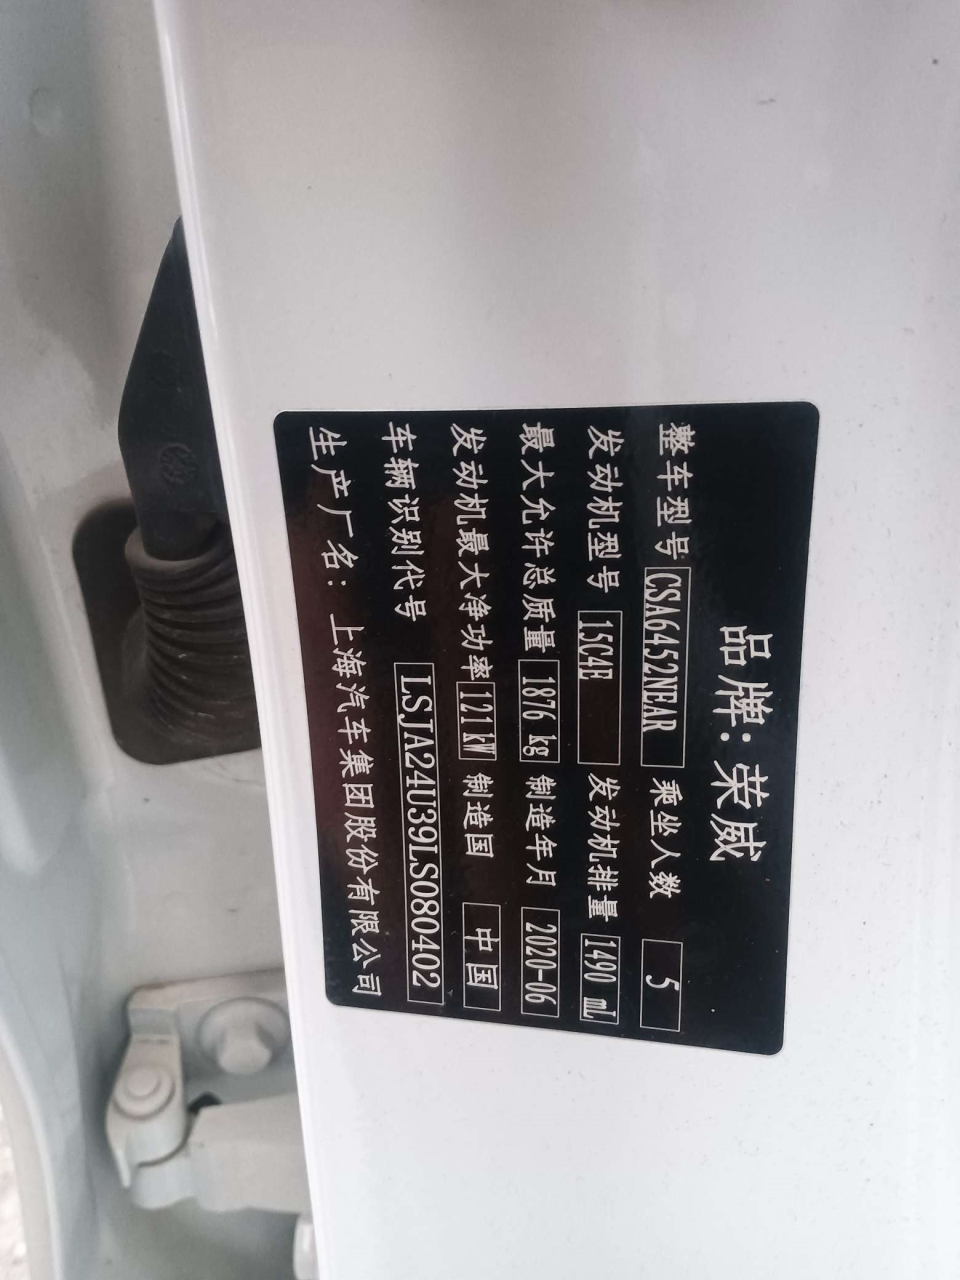 品牌: 荣威
整车型号 CSA6452NEAR 乘坐人数 5
发动机型号 15C4E 发动机排量 1490 mL
最大允许总质量 1876 kg 制造年月 2020-06
发动机最大净功率 121 kW 制造国 中国
车辆识别代号 LSJA24U39LS080402
生产厂名: 上海汽车集团股份有限公司